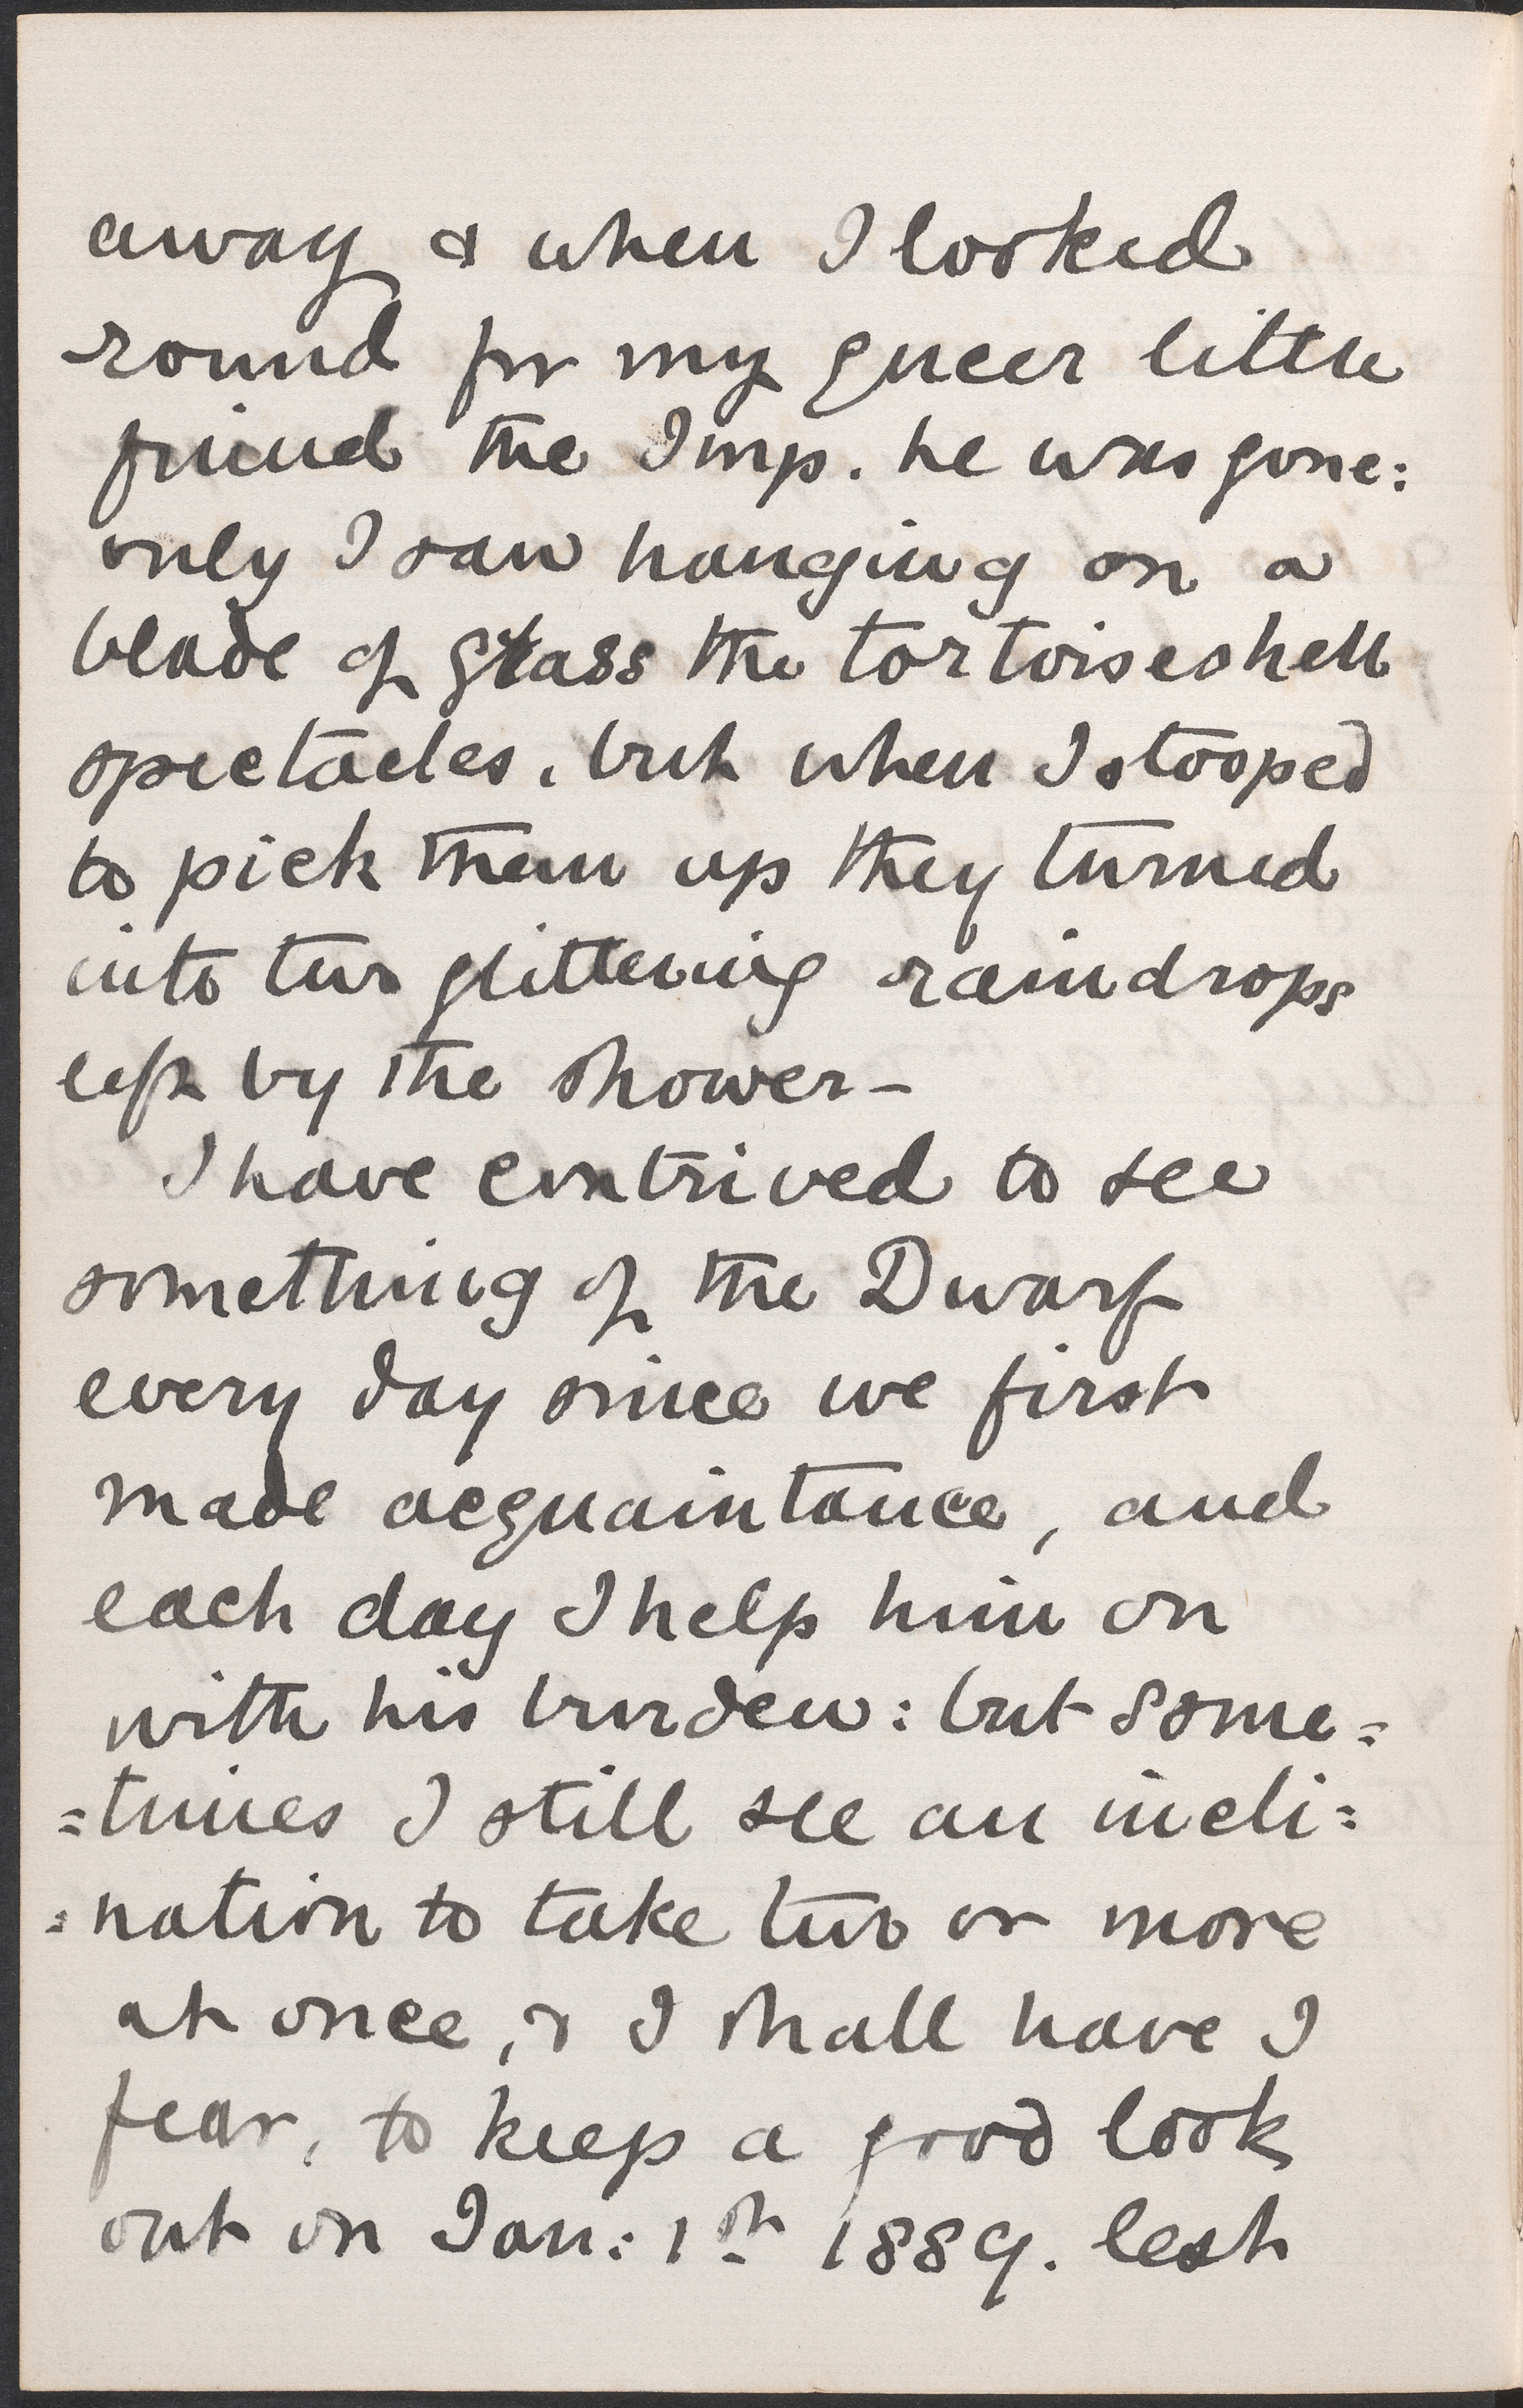 away & when I looked
round for my queer little
friend the Imp. he was gone:
only I saw hanging on a
blade of grass the tortoiseshell
spectacles, but when I stooped
to pick them up they turned
into two glittering raindrops
left by the shower -
I have contrived to see
something of the Dwarf
every day since we first
made acquaintance, and
each day I help him on
with his burden: but some=
=times I still see an incli=
=nation to take two or more
at once, & I shall have I
fear, to keep a good look
out on Jan: 1st 1889. lest